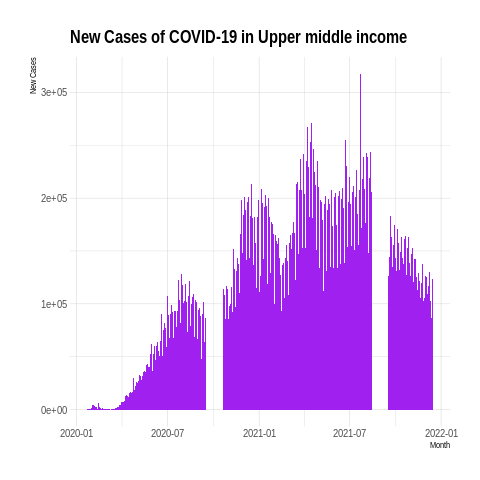 New Cases of COVID-19 in Upper middle income
New Cases
3e+05
2e+05
1e+05
0e+00
2020-01 2020-07 2021-01 2021-07 2022-01
Month